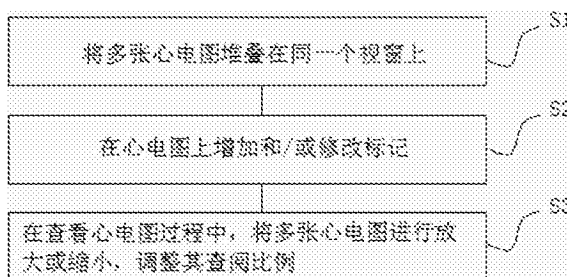 将多张心电图堆叠在同一个视窗上
S1
在心电图上增加和/或修改标记
S2
在查看心电图过程中，将多张心电图进行放
大或缩小，调整其查阅比例
S3